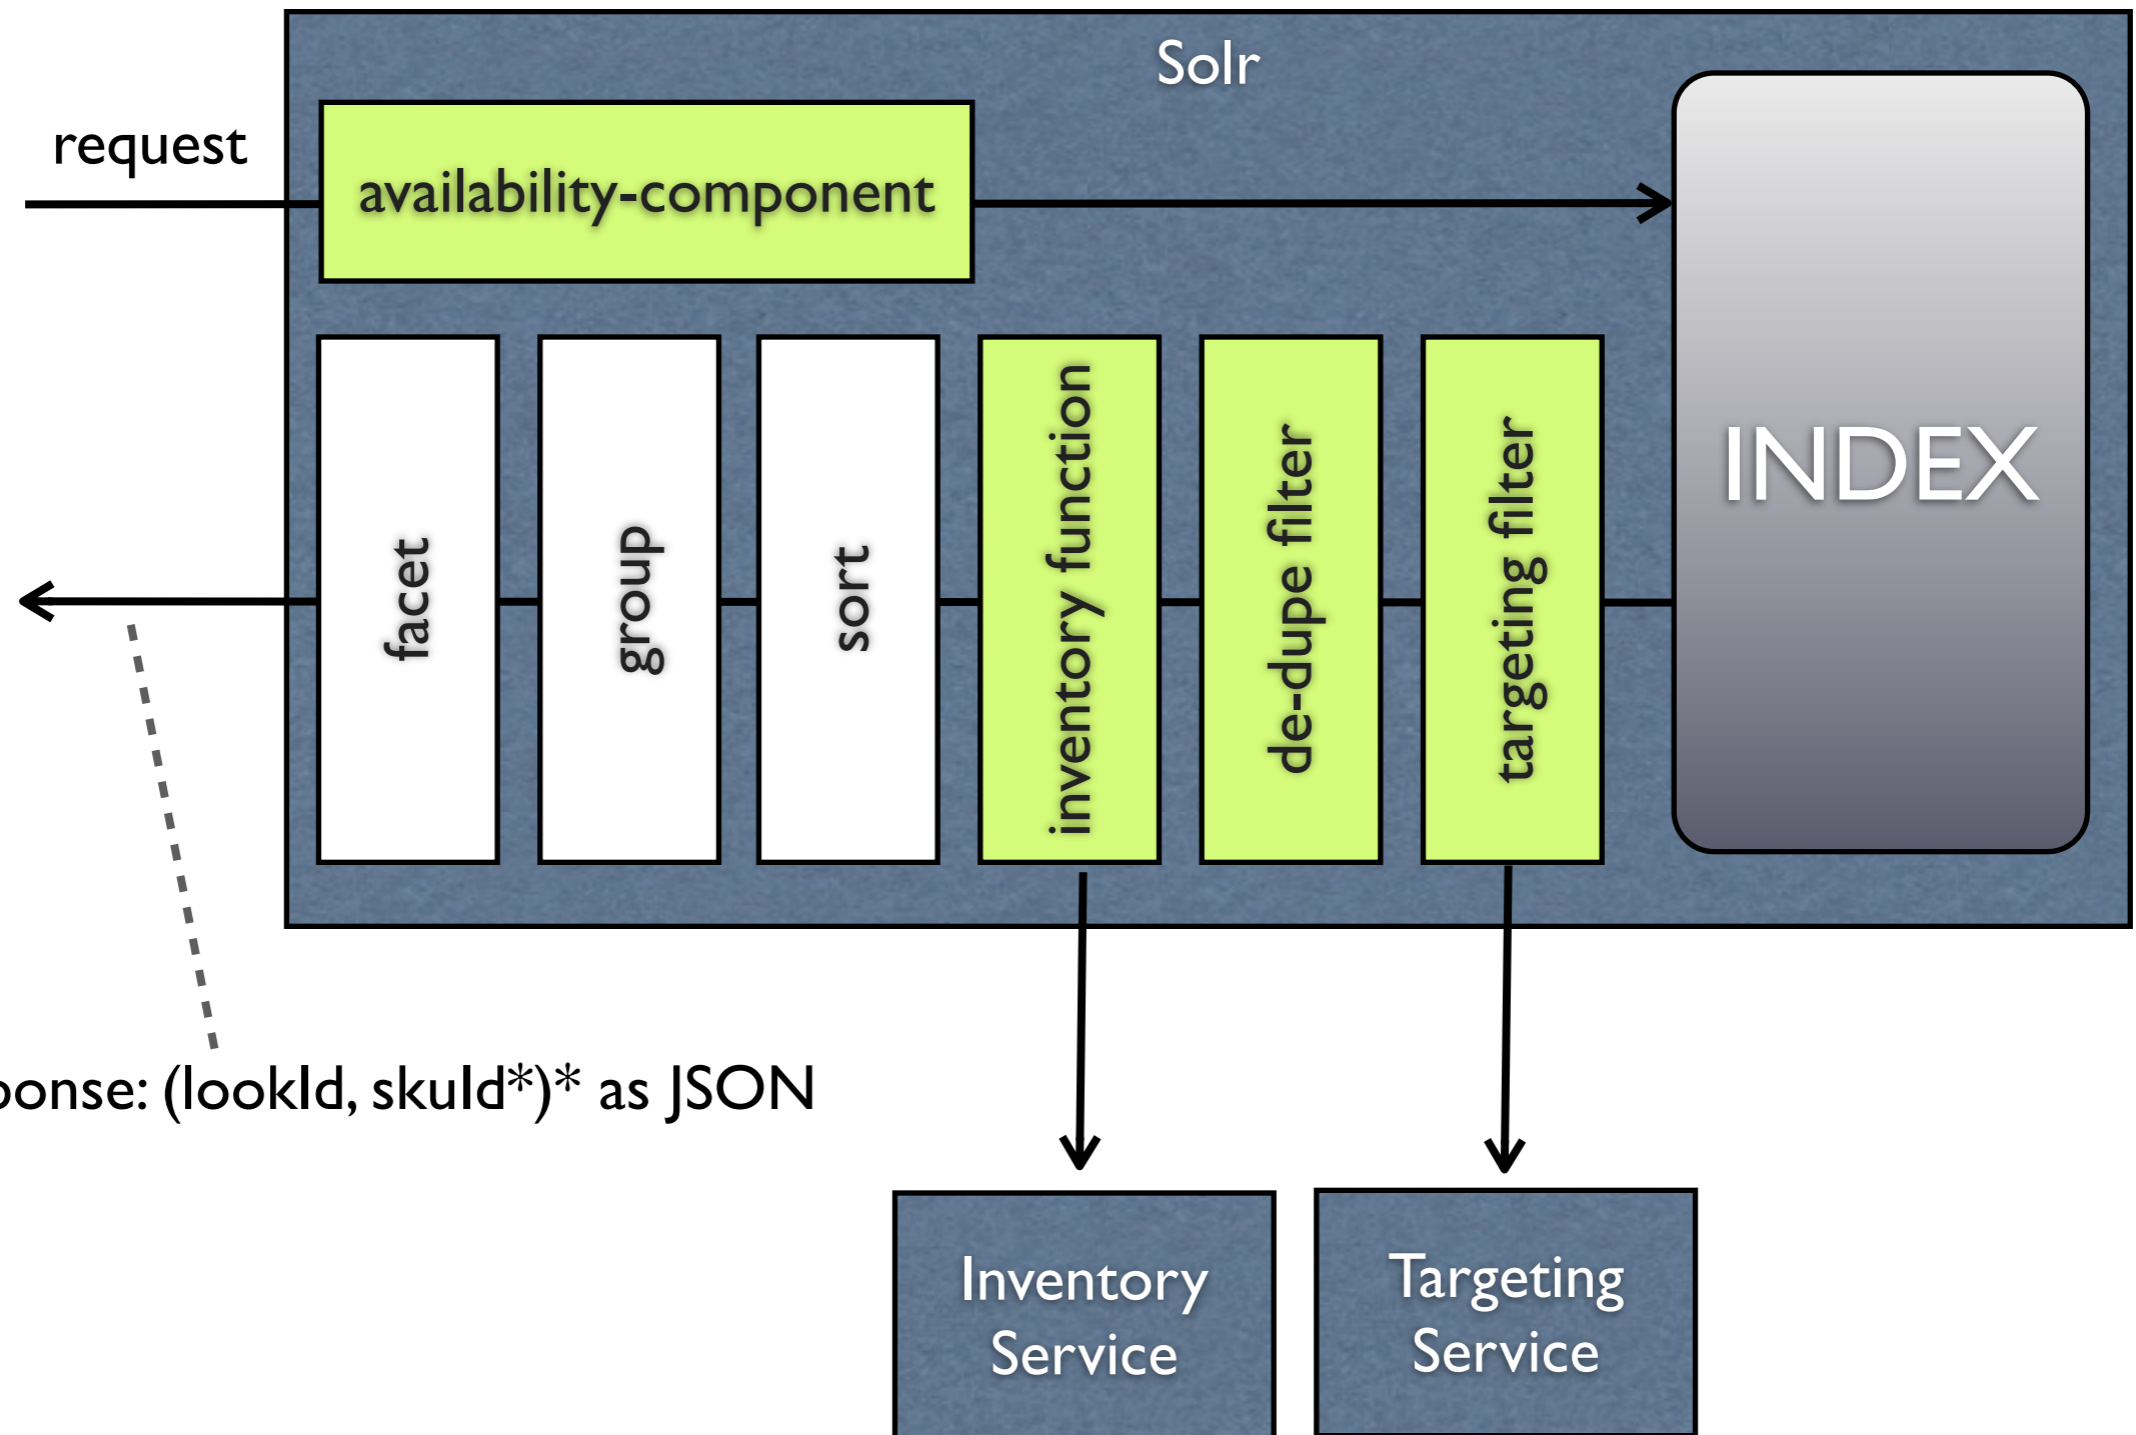 Solr
request
availability-component
facet
group
sort
inventory function
de-dupe filter
targeting filter
INDEX
ponse: (lookId, skuId*)* as JSON
Inventory
Service
Targeting
Service